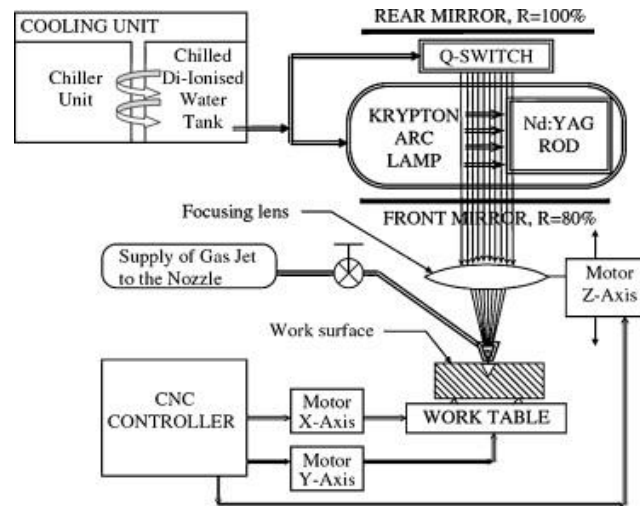 COOLING UNIT
Chiller
Unit
Chilled
Di-Ionised
Water
Tank
REAR MIRROR, R=100%
Q-SWITCH
KRYPTON
ARC
LAMP
Nd:YAG
ROD
FRONT MIRROR, R=80%
Focusing lens
Supply of Gas Jet
to the Nozzle
Motor
Z-Axis
Work surface
CNC
CONTROLLER
Motor
X-Axis
WORK TABLE
Motor
Y-Axis